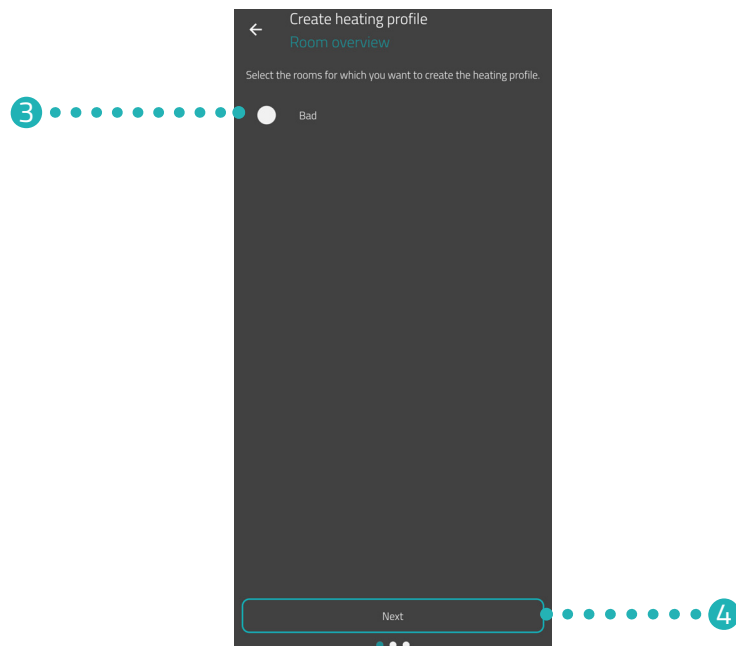 Create heating profile
Room overview
Select the rooms for which you want to create the heating profile.
3
Bad
Next
4